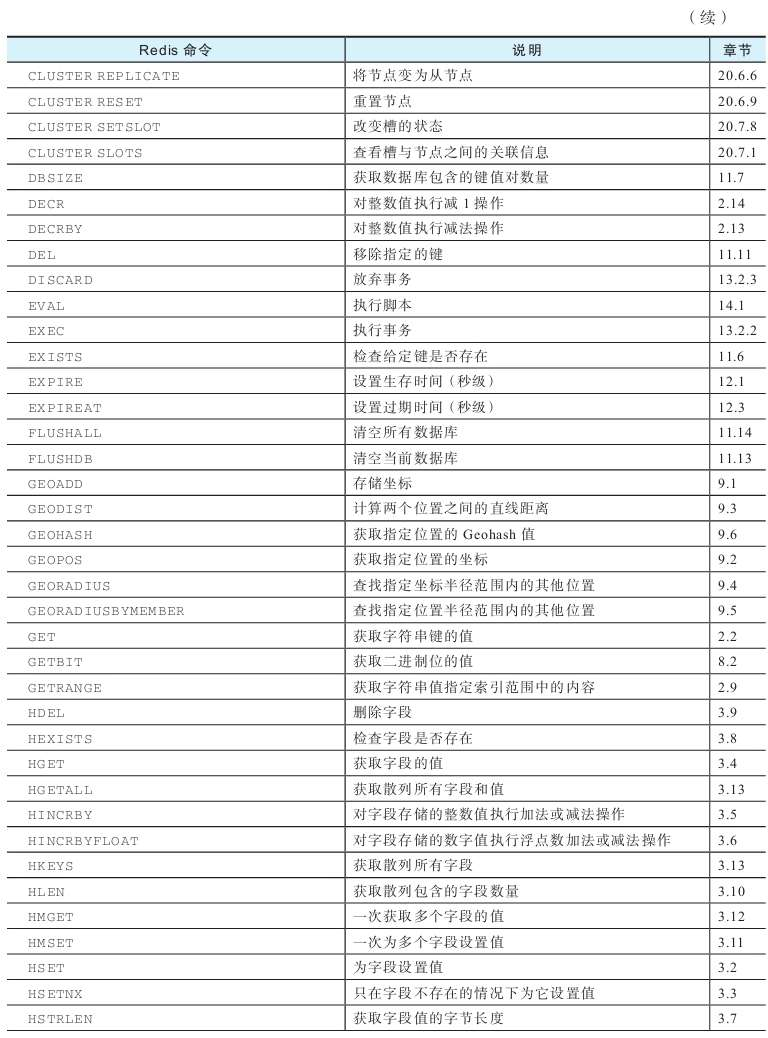 （续）
Redis 命令 说明 章节
CLUSTER REPLICATE 将节点变为从节点 20.6.6
CLUSTER RESET 重置节点 20.6.9
CLUSTER SETSLOT 改变槽的状态 20.7.8
CLUSTER SLOTS 查看槽与节点之间的关联信息 20.7.1
DBSIZE 获取数据库包含的键值对数量 11.7
DECR 对整数值执行减 1 操作 2.14
DECRBY 对整数值执行减法操作 2.13
DEL 移除指定的键 11.11
DISCARD 放弃事务 13.2.3
EVAL 执行脚本 14.1
EXEC 执行事务 13.2.2
EXISTS 检查给定键是否存在 11.6
EXPIRE 设置生存时间（秒级） 12.1
EXPIREAT 设置过期时间（秒级） 12.3
FLUSHALL 清空所有数据库 11.14
FLUSHDB 清空当前数据库 11.13
GEOADD 存储坐标 9.1
GEODIST 计算两个位置之间的直线距离 9.3
GEOHASH 获取指定位置的 Geohash 值 9.6
GEOPOS 获取指定位置的坐标 9.2
GEORADIUS 查找指定坐标半径范围内的其他位置 9.4
GEORADIUSBYMEMBER 查找指定位置半径范围内的其他位置 9.5
GET 获取字符串键的值 2.2
GETBIT 获取二进制位的值 8.2
GETRANGE 获取字符串值指定索引范围中的内容 2.9
HDEL 删除字段 3.9
HEXISTS 检查字段是否存在 3.8
HGET 获取字段的值 3.4
HGETALL 获取散列所有字段和值 3.13
HINCRBY 对字段存储的整数值执行加法或减法操作 3.5
HINCRBYFLOAT 对字段存储的数字值执行浮点数加法或减法操作 3.6
HKEYS 获取散列所有字段 3.13
HLEN 获取散列包含的字段数量 3.10
HMGET 一次获取多个字段的值 3.12
HMSET 一次为多个字段设置值 3.11
HSET 为字段设置值 3.2
HSETNX 只在字段不存在的情况下为它设置值 3.3
HSTRLEN 获取字段值的字节长度 3.7